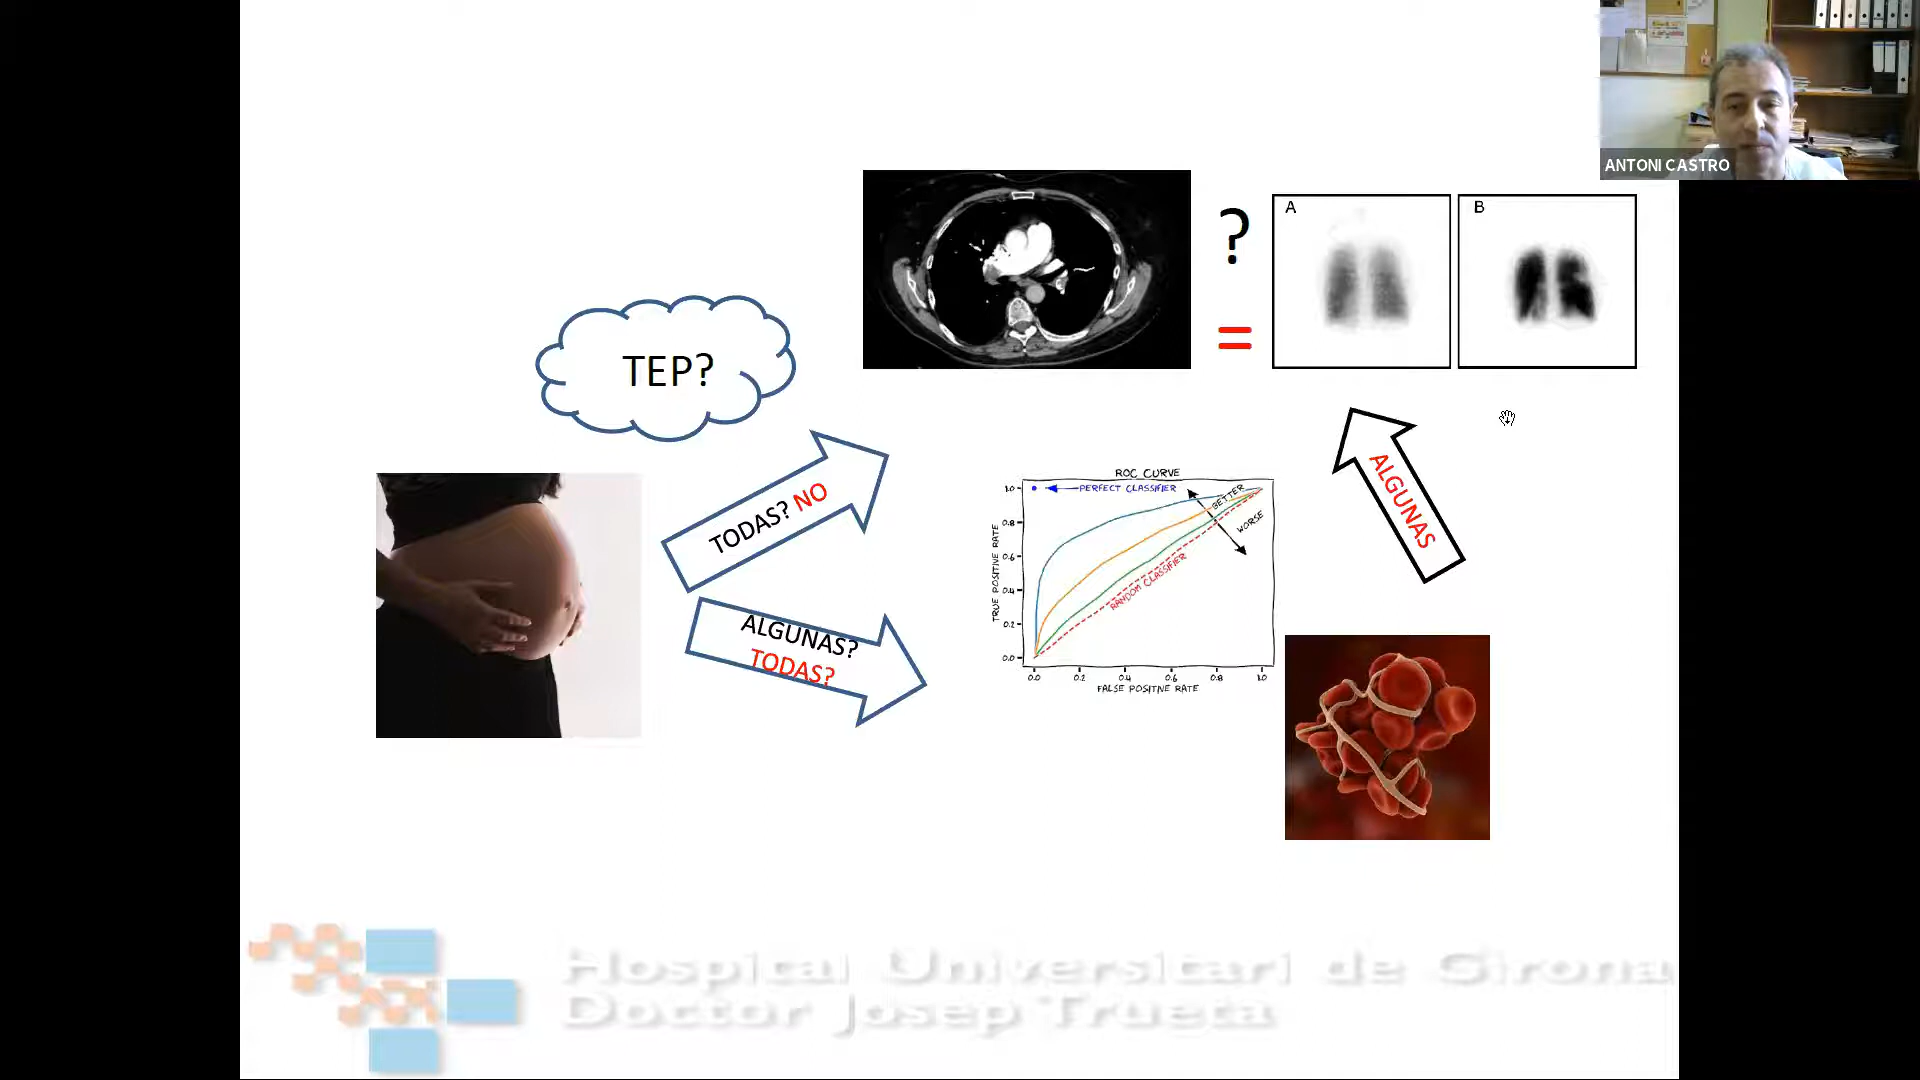 ANTONI CASTRO
A
B
?
=
TEP?
TODAS? NO
ALGUNAS?
TODAS?
ALGUNAS
ROC CURVE
PERFECT CLASSIFIER
BETTER
WORSE
RANDOM CLASSIFIER
TRUE POSITIVE RATE
1.0
0.8
0.6
0.4
0.2
0.0
0.0 0.2 0.4 0.6 0.8 1.0
FALSE POSITIVE RATE
Hospital Universitari de Girona
Doctor Josep Trueta